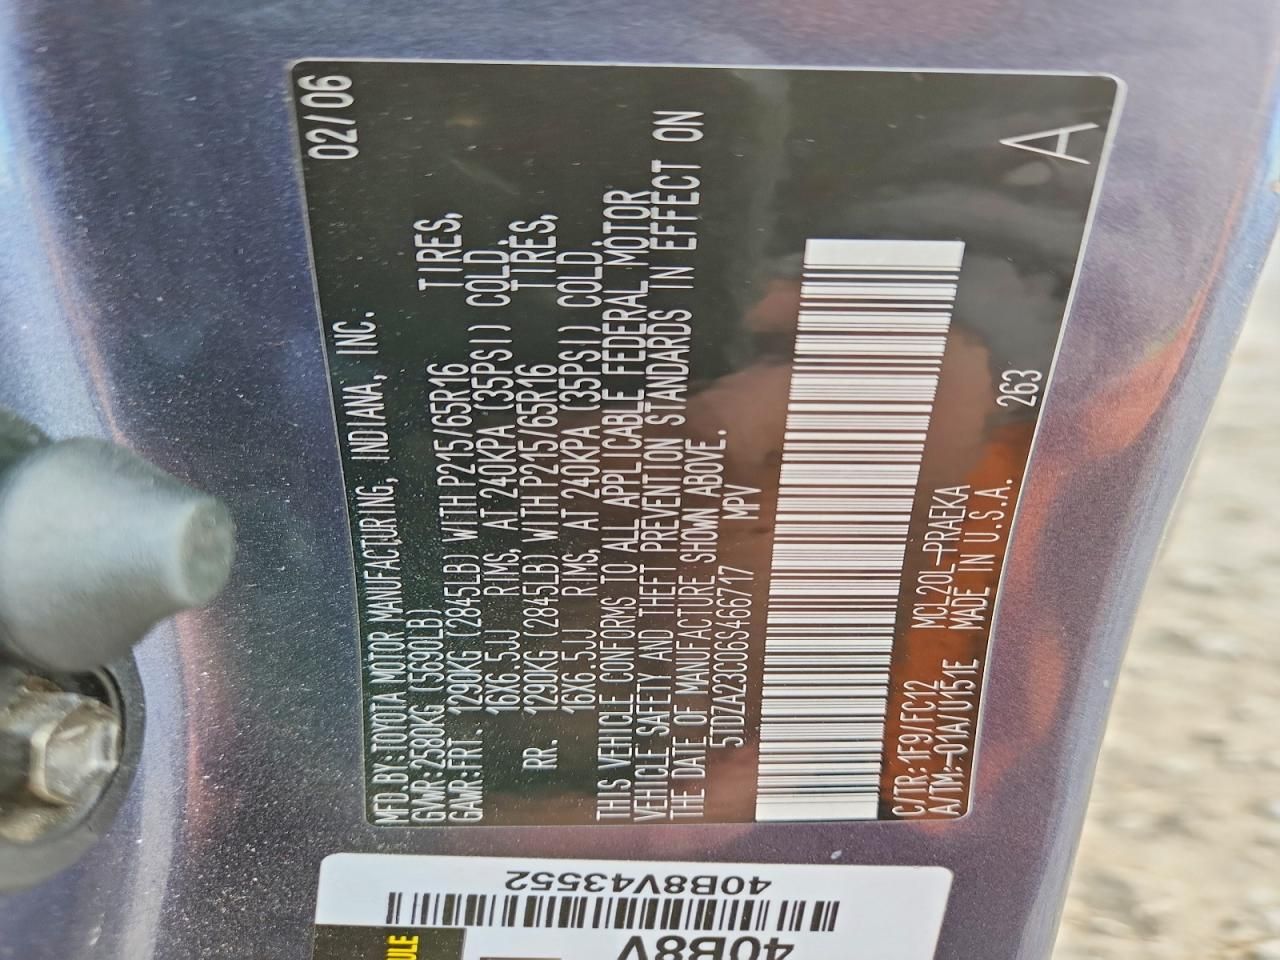 02/06
MFD.BY:TOYOTA MOTOR MANUFACTURING, INDIANA, INC.
GVWR:2580KG (5690LB)
GAWR:FRT. 1290KG (2845LB) WITH P215/65R16 TIRES,
16X6.5JJ RIMS, AT 240KPA (35PSI) COLD.
RR. 1290KG (2845LB) WITH P215/65R16 TIRES,
16X6.5JJ RIMS, AT 240KPA (35PSI) COLD.
THIS VEHICLE CONFORMS TO ALL APPLICABLE FEDERAL MOTOR
VEHICLE SAFETY AND THEFT PREVENTION STANDARDS IN EFFECT ON
THE DATE OF MANUFACTURE SHOWN ABOVE.
5TDZA23C06S466717 MPV
C/TR:1F9/FC12 MCL20L-PRAEKA
A/TM:-01A/U151E MADE IN U.S.A. 263
A
40B8V43552
40B8V
ULE